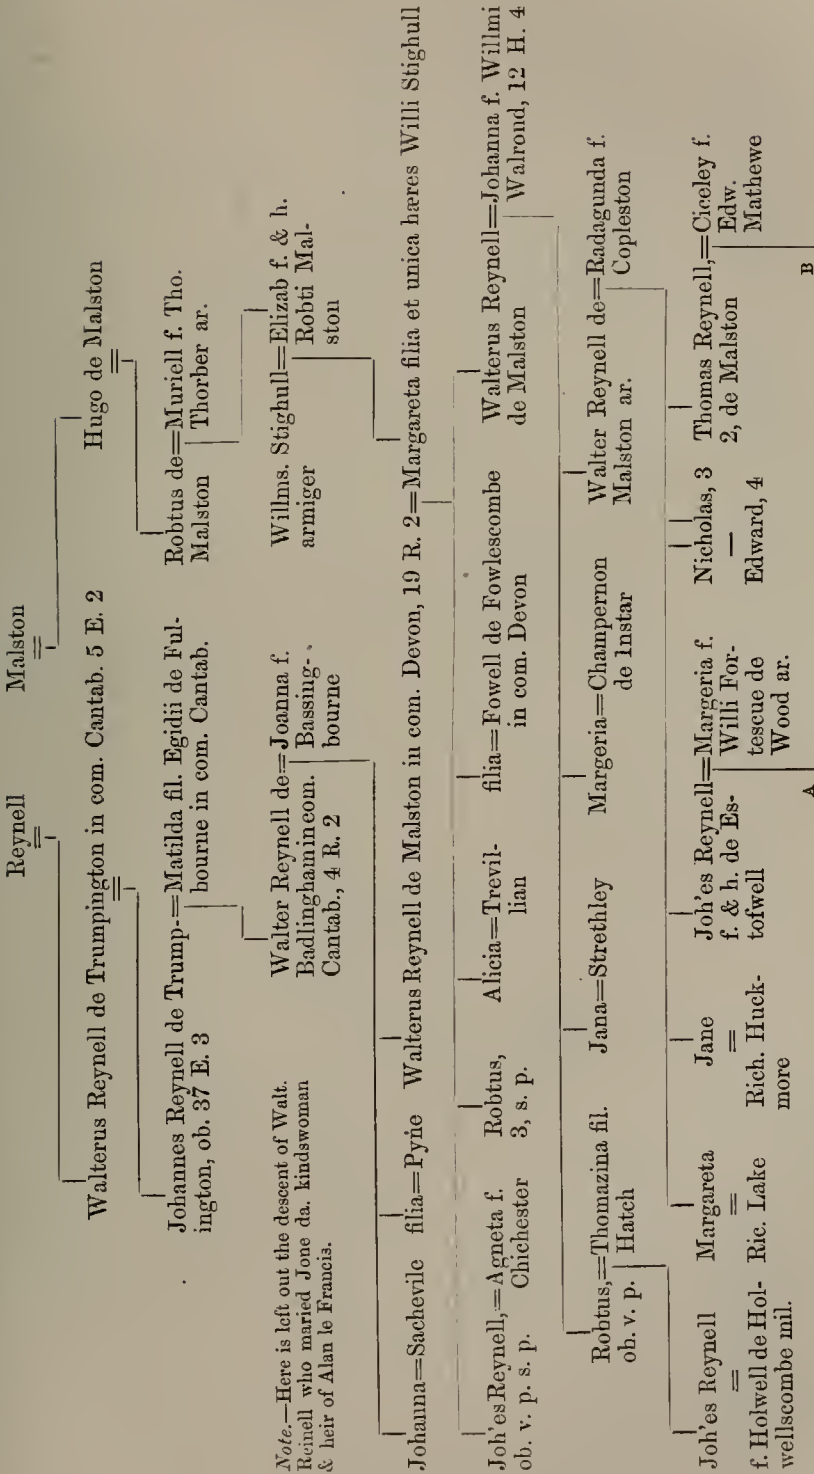 Reynell Malston
= =
Walterus Reynell de Trumpington in com. Cantab. 5 E. 2 Hugo de Malston
= =
Johannes Reynell de Trump-=Matilda fil. Egidii de Ful-
ington, ob. 37 E. 3 bourne in com. Cantab.
Robtus de=Muriell f. Tho.
Malston Thorber ar.
Note.—Here is left out the descent of Walt.
Reinell who maried Jone da. kindswoman
& heir of Alan le Francis.
Walter Reynell de=Joanna f.
Badlingham in com. Bassing-
Cantab., 4 R. 2 bourne
Willms. Stighull=Elizab f. & h.
armiger Robti Mal-
ston
Johanna=Sachevile filia=Pyñe Walterus Reynell de Malston in com. Devon, 19 R. 2=Margareta filia et unica hæres Willi Stighull
Joh'es Reynell,=Agneta f.
ob. v. p. s. p. Chichester
Robtus,
3, s. p.
Alicia=Trevil-
lian
filia=Fowell de Fowlescombe
in com. Devon
Walterus Reynell=Johanna f. Willmi
de Malston Walrond, 12 H. 4
Robtus,=Thomazina fil.
ob. v. p. Hatch
Jana=Strethley
Margeria=Champernon
de Instar
Walter Reynell de=Radagunda f.
Malston ar. Copleston
Joh'es Reynell
=
f. Holwell de Hol-
wellscombe mil.
Margareta
=
Ric. Lake
Jane
=
Rich. Huck-
more
Joh'es Reynell=Margeria f.
f. & h. de Es- Willi For-
tofwell tescue de
Wood ar.
A
Nicholas, 3
—
Edward, 4
Thomas Reynell,=Ciceley f.
2, de Malston Edw.
Mathewe
B